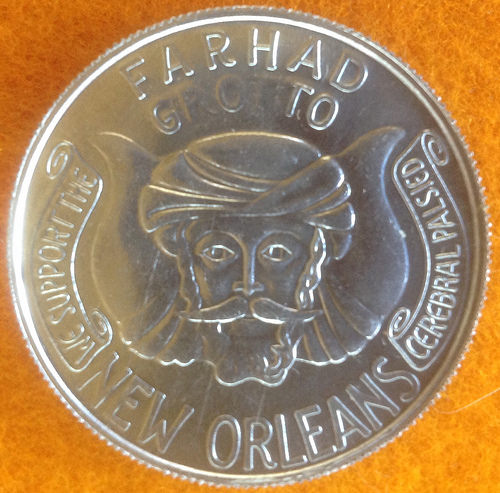 FARHAD
GROTTO
WE SUPPORT THE
CEREBRAL PALSIED
NEW ORLEANS